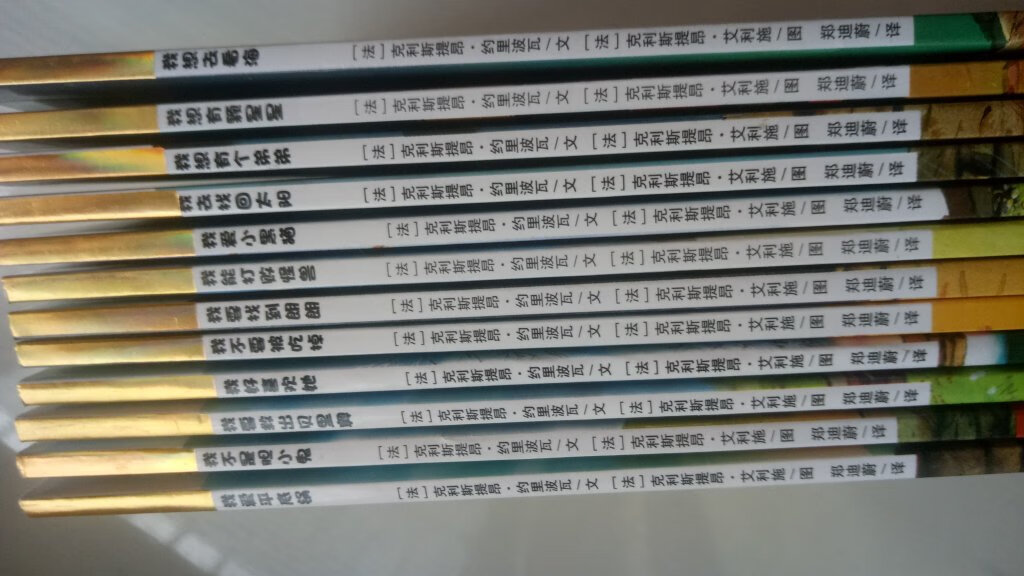 我想去看海 [法]克利斯提昂·约里波瓦/文 [法]克利斯提昂·艾利施/图 郑迪蔚/译
我想有颗星星 [法]克利斯提昂·约里波瓦/文 [法]克利斯提昂·艾利施/图 郑迪蔚/译
我想有个弟弟 [法]克利斯提昂·约里波瓦/文 [法]克利斯提昂·艾利施/图 郑迪蔚/译
我去找回太阳 [法]克利斯提昂·约里波瓦/文 [法]克利斯提昂·艾利施/图 郑迪蔚/译
我爱小黑猫 [法]克利斯提昂·约里波瓦/文 [法]克利斯提昂·艾利施/图 郑迪蔚/译
我能打败怪兽 [法]克利斯提昂·约里波瓦/文 [法]克利斯提昂·艾利施/图 郑迪蔚/译
我要找到朗朗 [法]克利斯提昂·约里波瓦/文 [法]克利斯提昂·艾利施/图 郑迪蔚/译
我不要被吃掉 [法]克利斯提昂·约里波瓦/文 [法]克利斯提昂·艾利施/图 郑迪蔚/译
我好喜欢她 [法]克利斯提昂·约里波瓦/文 [法]克利斯提昂·艾利施/图 郑迪蔚/译
我要救出贝里奥 [法]克利斯提昂·约里波瓦/文 [法]克利斯提昂·艾利施/图 郑迪蔚/译
我不是胆小鬼 [法]克利斯提昂·约里波瓦/文 [法]克利斯提昂·艾利施/图 郑迪蔚/译
我爱平底锅 [法]克利斯提昂·约里波瓦/文 [法]克利斯提昂·艾利施/图 郑迪蔚/译